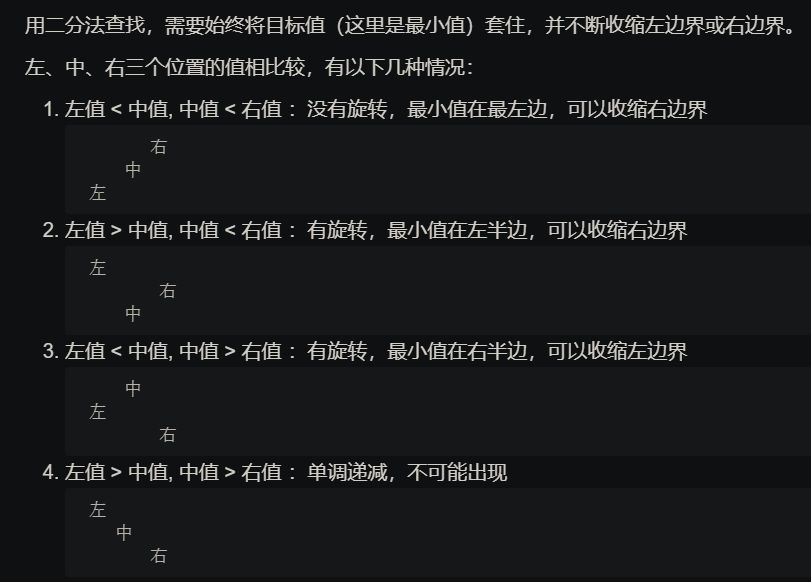 用二分法查找，需要始终将目标值（这里是最小值）套住，并不断收缩左边界或右边界。
左、中、右三个位置的值相比较，有以下几种情况：
1. 左值 < 中值, 中值 < 右值 ：没有旋转，最小值在最左边，可以收缩右边界
右
中
左
2. 左值 > 中值, 中值 < 右值 ：有旋转，最小值在左半边，可以收缩右边界
左
右
中
3. 左值 < 中值, 中值 > 右值 ：有旋转，最小值在右半边，可以收缩左边界
中
左
右
4. 左值 > 中值, 中值 > 右值 ：单调递减，不可能出现
左
中
右